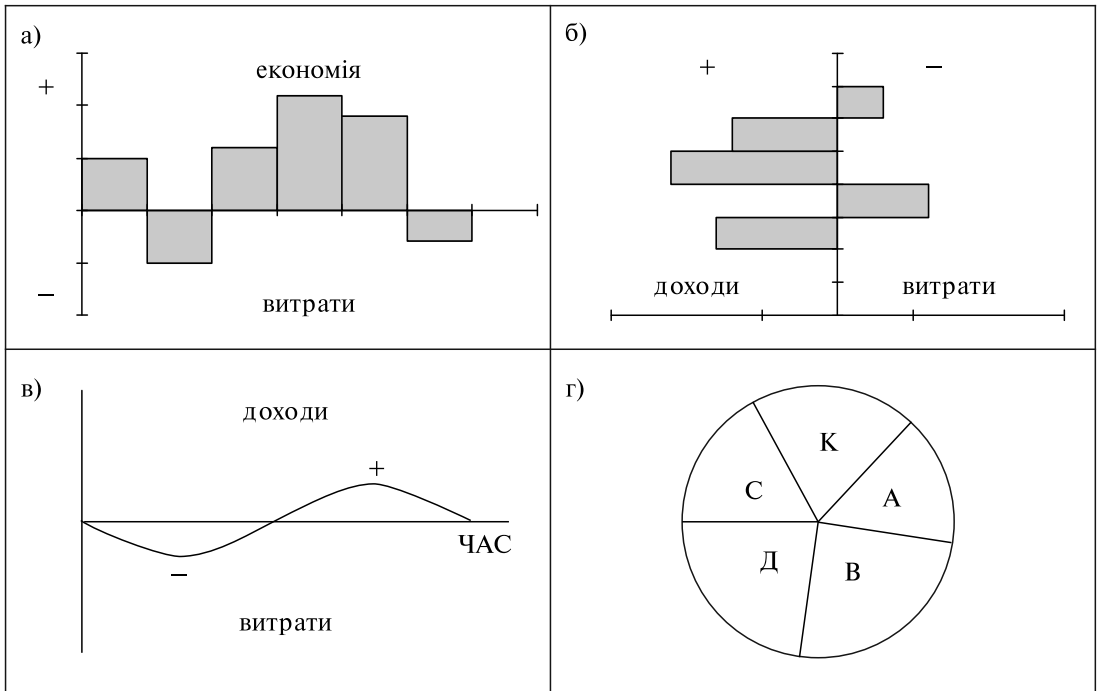 а)
+
економія
−
витрати
б)
+
−
доходи
витрати
в)
доходи
+
ЧАС
−
витрати
г)
К
С
А
Д
В